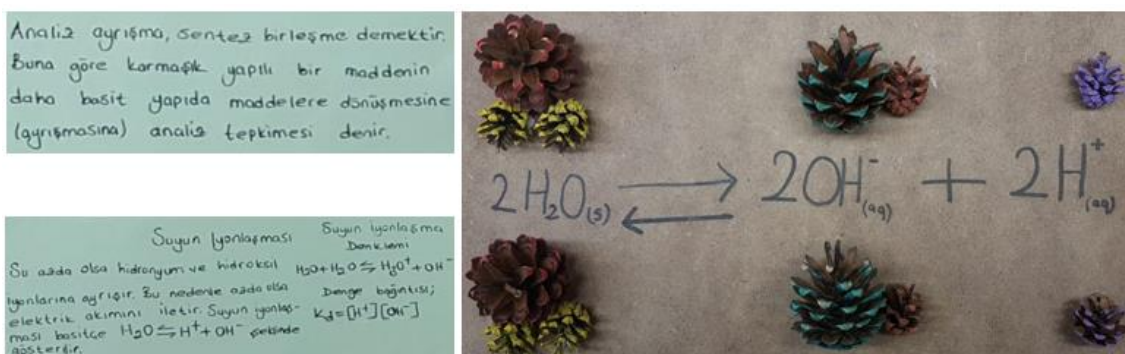 Analiz ayrışma, sentez birleşme demektir.
Buna göre karmaşık yapılı bir maddenin
daha basit yapıda maddelere dönüşmesine
(ayrışmasına) analiz tepkimesi denir.
2H₂O(s) ⇄ 2OH⁻(aq) + 2H⁺(aq)
Suyun İyonlaşması
Su azda olsa hidronyum ve hidroksil
iyonlarına ayrışır. Bu nedenle azda olsa
elektrik akımını iletir. Suyun iyonlaş-
ması basitçe H₂O ⇋ H⁺ + OH⁻ şeklinde
gösterilir.
Suyun İyonlaşma
Denklemi
H₂O + H₂O ⇋ H₃O⁺ + OH⁻
Denge bağıntısı;
Kd = [H⁺][OH⁻]